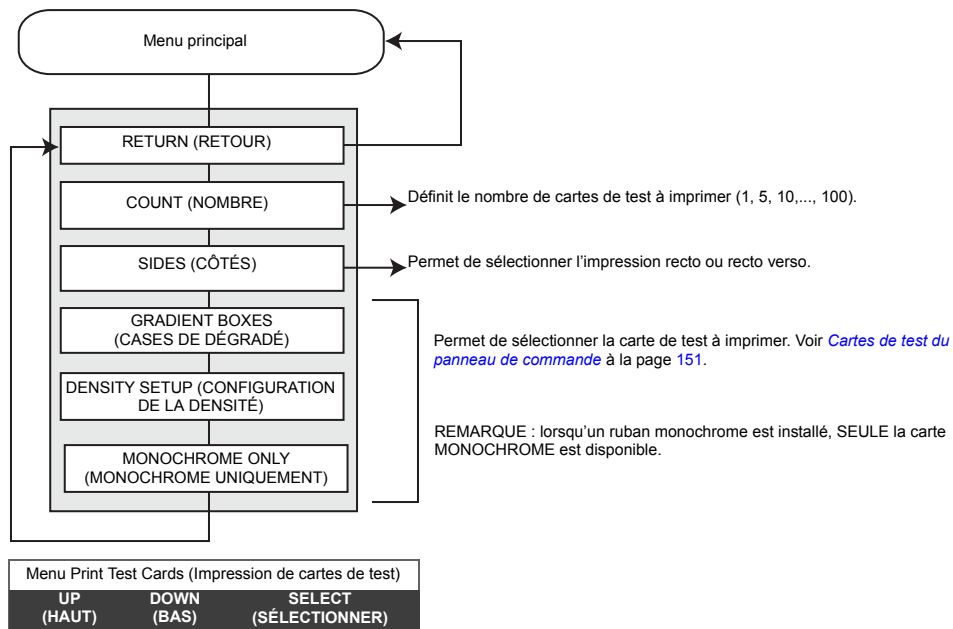 Menu principal
RETURN (RETOUR)
COUNT (NOMBRE)
Définit le nombre de cartes de test à imprimer (1, 5, 10,..., 100).
SIDES (CÔTÉS)
Permet de sélectionner l'impression recto ou recto verso.
GRADIENT BOXES
(CASES DE DÉGRADÉ)
DENSITY SETUP (CONFIGURATION
DE LA DENSITÉ)
MONOCHROME ONLY
(MONOCHROME UNIQUEMENT)
Permet de sélectionner la carte de test à imprimer. Voir Cartes de test du
panneau de commande à la page 151.
REMARQUE : lorsqu'un ruban monochrome est installé, SEULE la carte
MONOCHROME est disponible.
Menu Print Test Cards (Impression de cartes de test)
UP DOWN SELECT
(HAUT) (BAS) (SÉLECTIONNER)